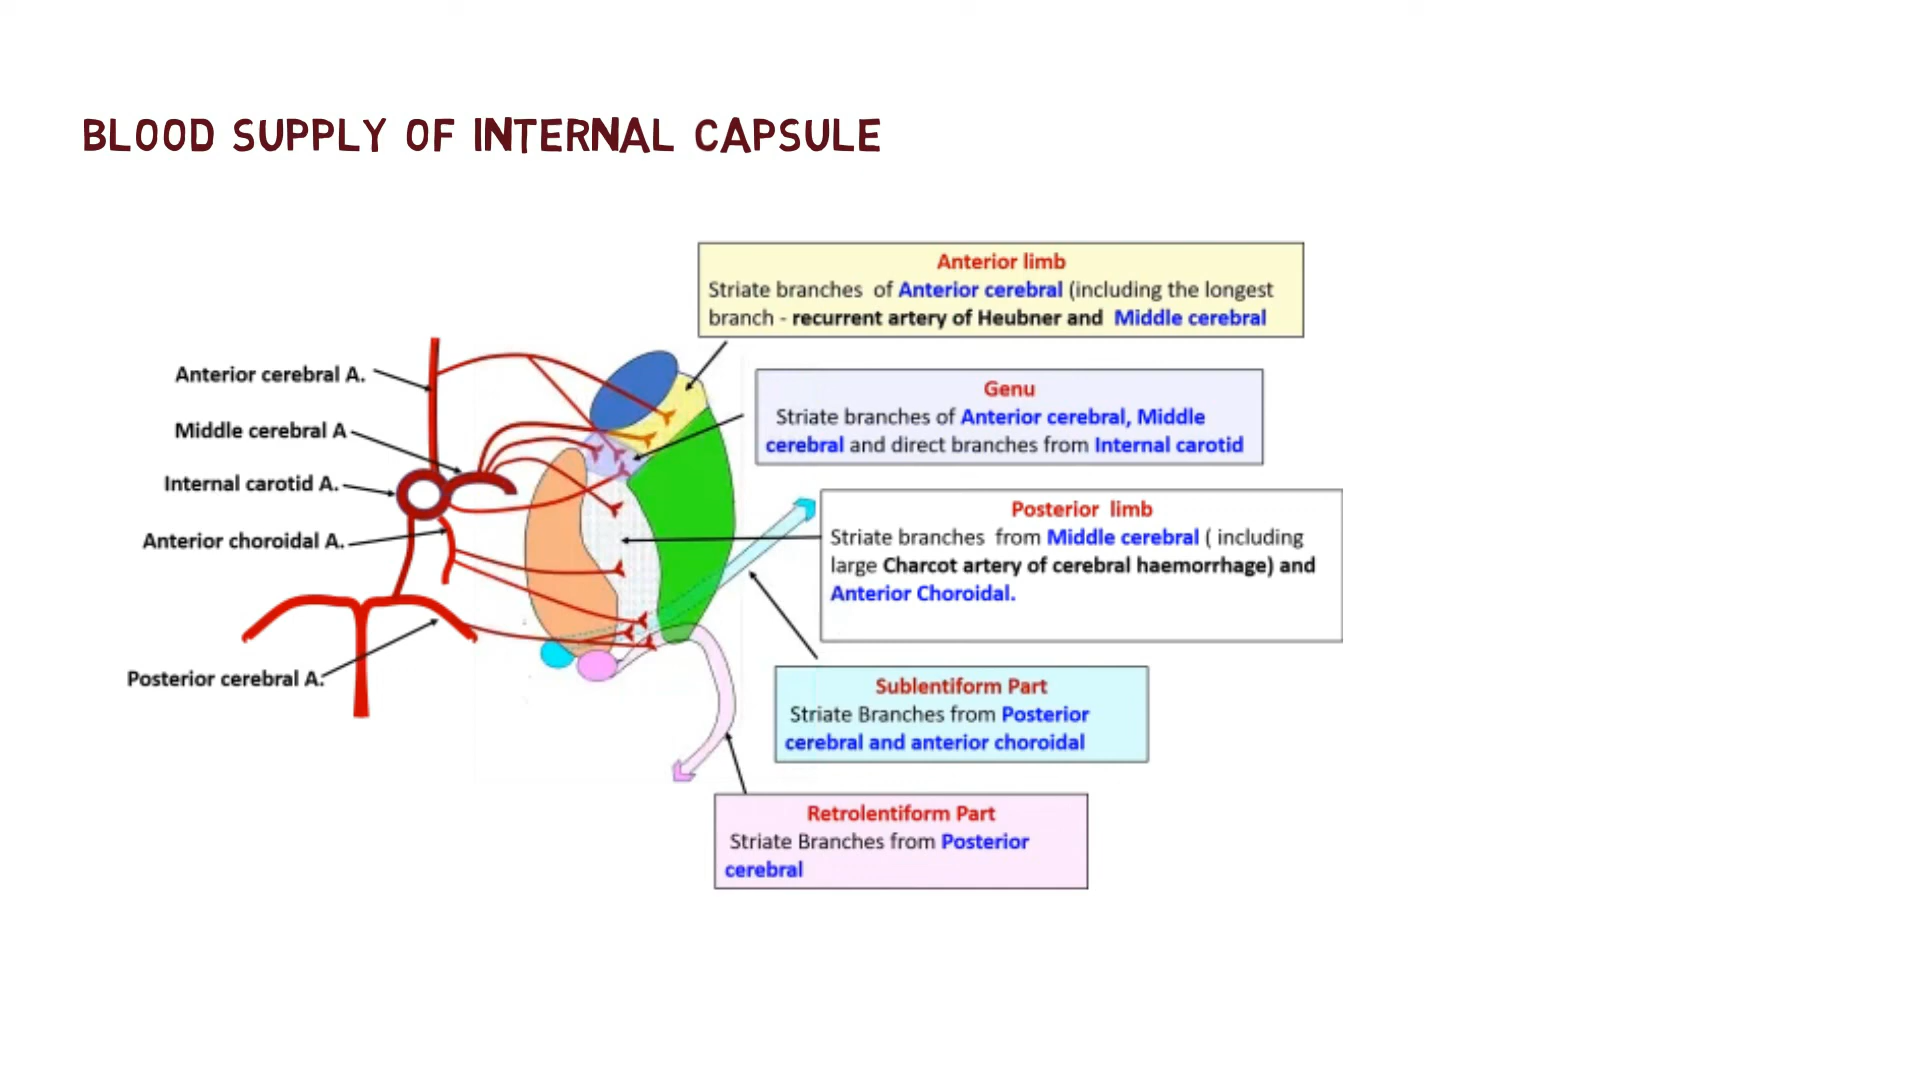 BLOOD SUPPLY OF INTERNAL CAPSULE
Anterior limb
Striate branches of Anterior cerebral (including the longest
branch - recurrent artery of Heubner and Middle cerebral
Anterior cerebral A.
Genu
Striate branches of Anterior cerebral, Middle
cerebral and direct branches from Internal carotid
Middle cerebral A
Internal carotid A.
Posterior limb
Striate branches from Middle cerebral ( including
large Charcot artery of cerebral haemorrhage) and
Anterior Choroidal.
Anterior choroidal A.
Posterior cerebral A.
Sublentiform Part
Striate Branches from Posterior
cerebral and anterior choroidal
Retrolentiform Part
Striate Branches from Posterior
cerebral